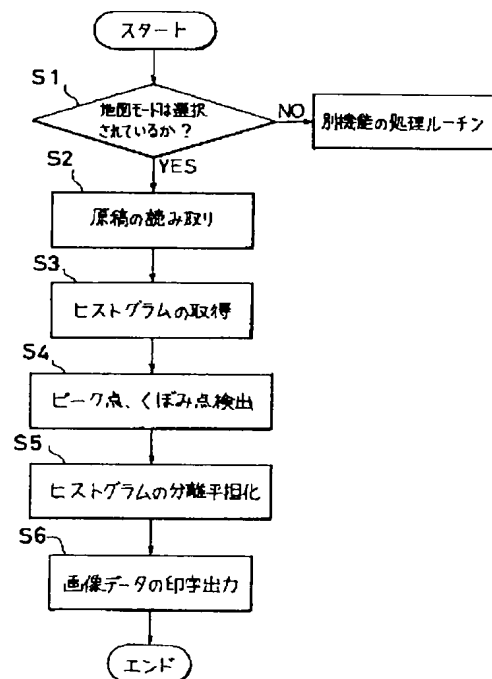 スタート
S1
地図モードは選択
されているか？
NO
別機能の処理ルーチン
YES
S2
原稿の読み取り
S3
ヒストグラムの取得
S4
ピーク点、くぼみ点検出
S5
ヒストグラムの分離平担化
S6
画像データの印字出力
エンド